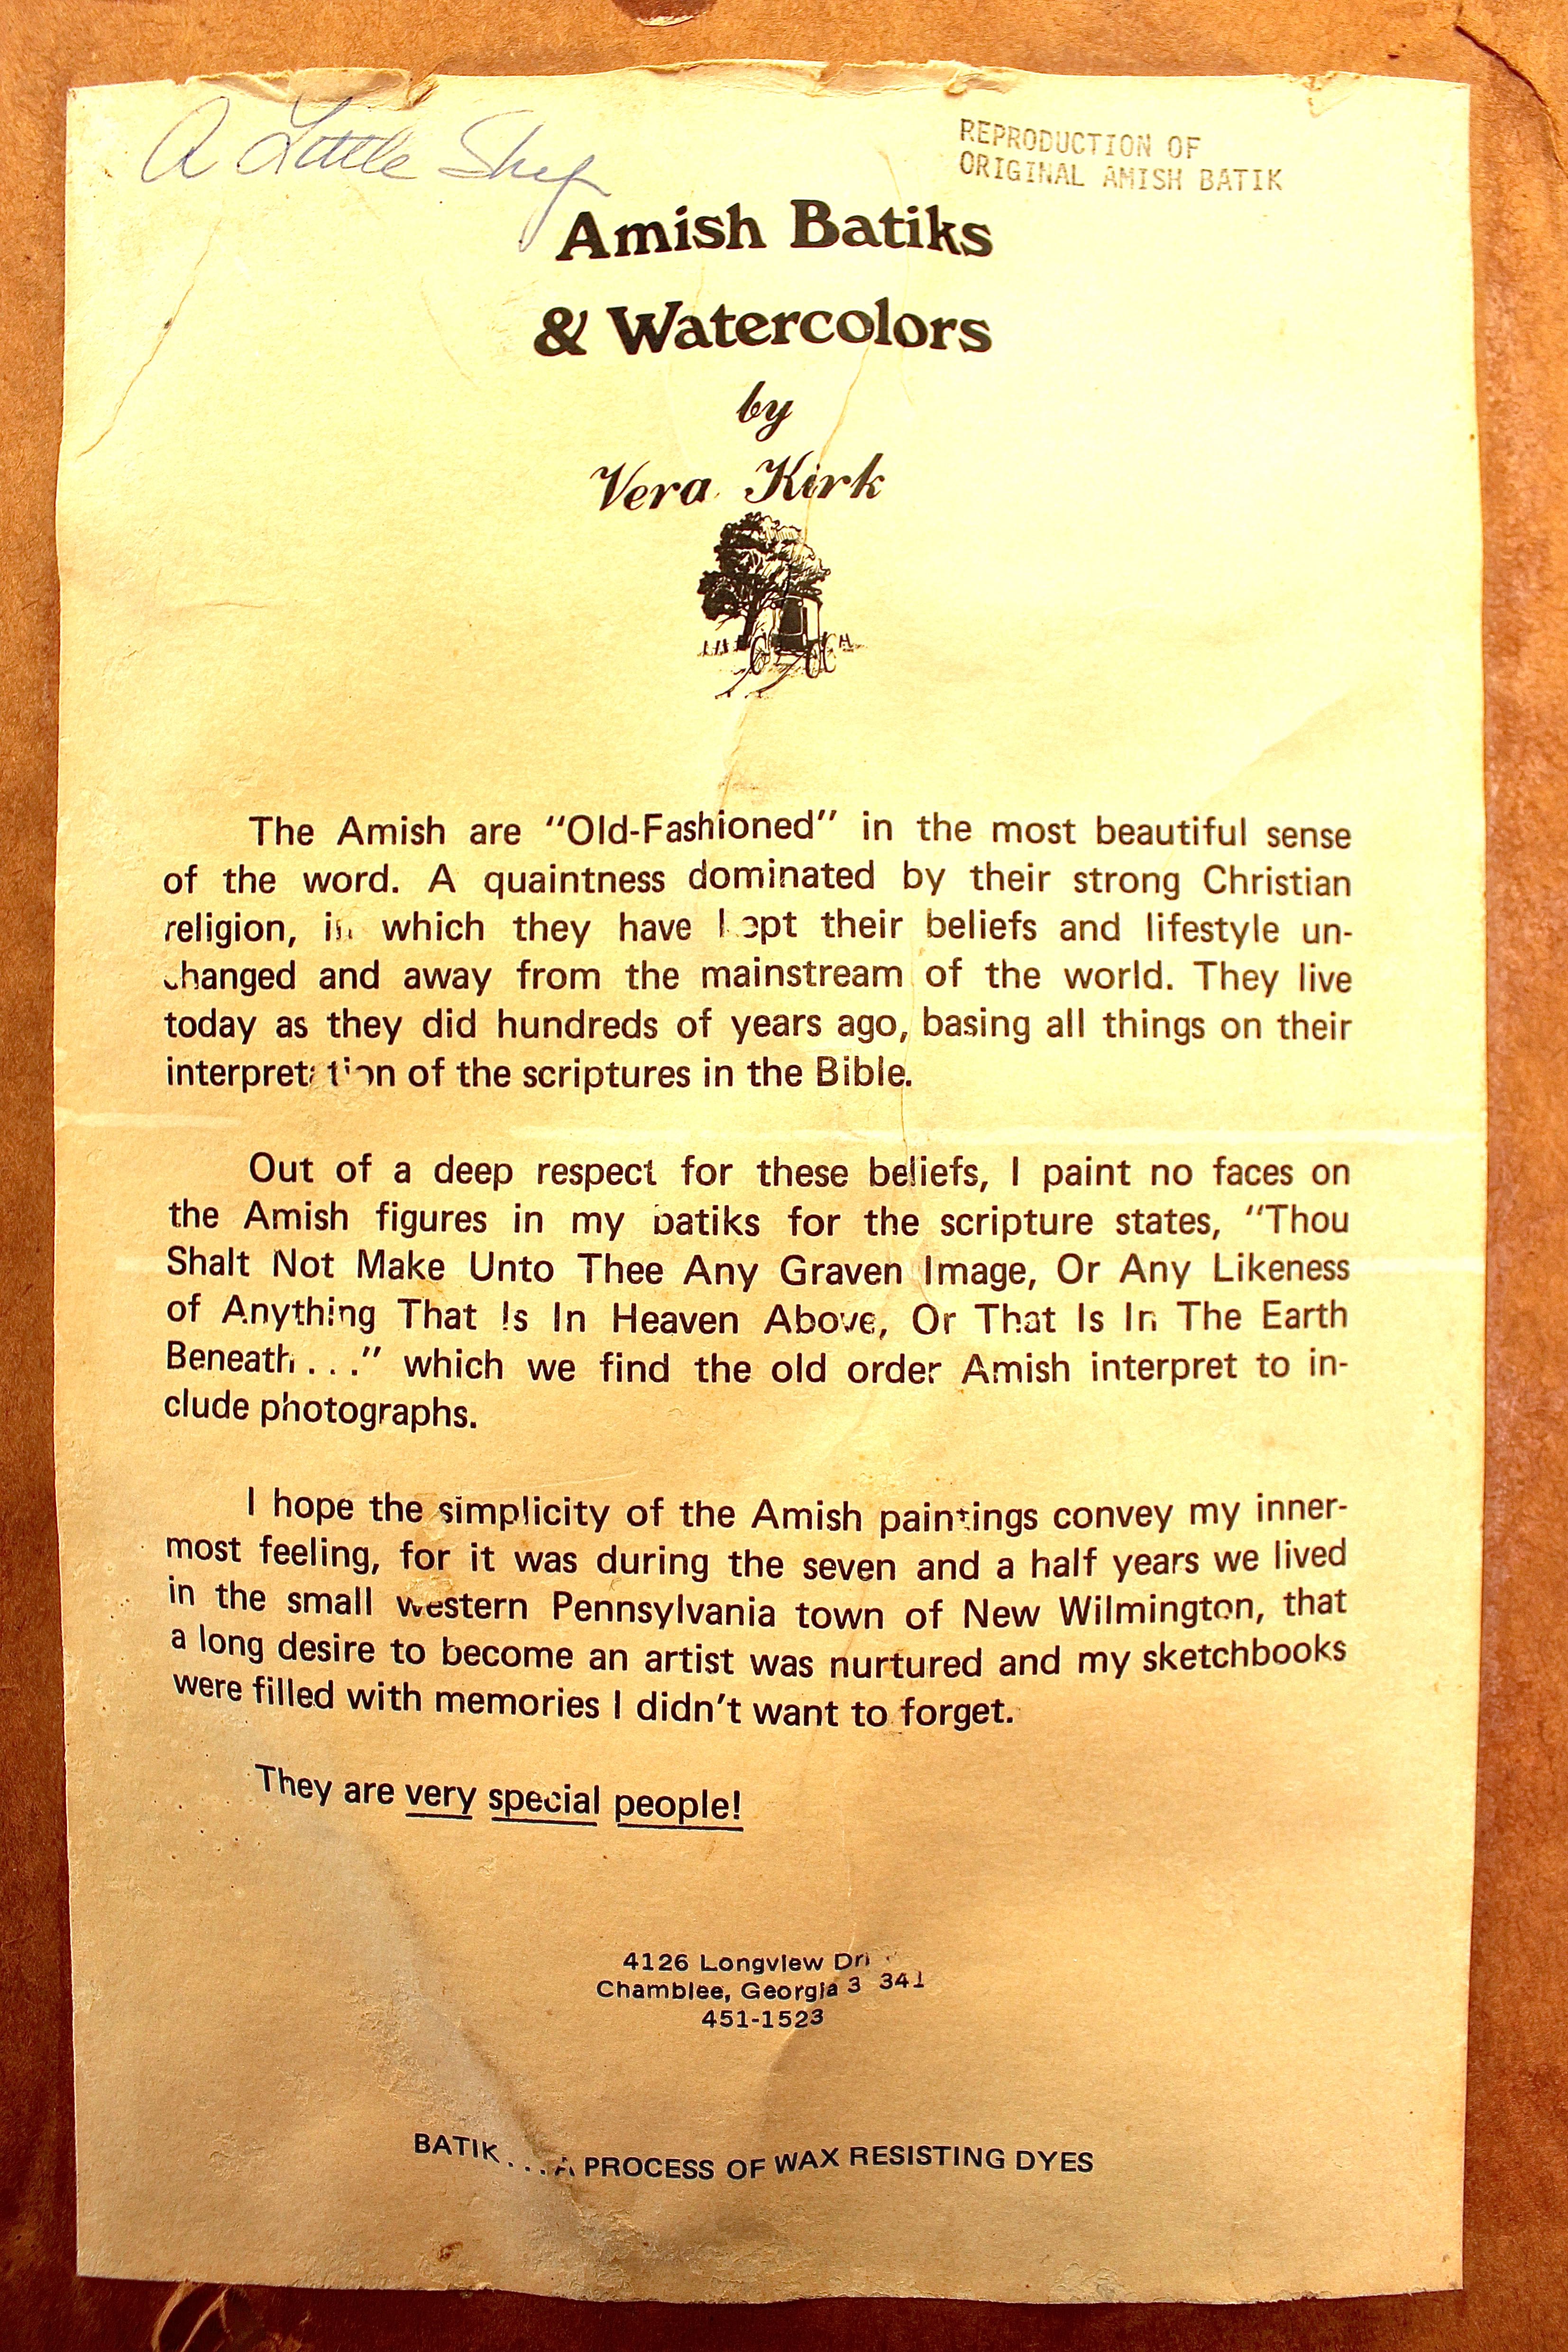 A Little Shop
REPRODUCTION OF
ORIGINAL AMISH BATIK
Amish Batiks
& Watercolors
by
Vera Kirk
The Amish are "Old-Fashioned" in the most beautiful sense
of the word. A quaintness dominated by their strong Christian
religion, in which they have kept their beliefs and lifestyle un-
changed and away from the mainstream of the world. They live
today as they did hundreds of years ago, basing all things on their
interpretation of the scriptures in the Bible.
Out of a deep respect for these beliefs, I paint no faces on
the Amish figures in my batiks for the scripture states, "Thou
Shalt Not Make Unto Thee Any Graven Image, Or Any Likeness
of Anything That Is In Heaven Above, Or That Is In The Earth
Beneath . . ." which we find the old order Amish interpret to in-
clude photographs.
I hope the simplicity of the Amish paintings convey my inner-
most feeling, for it was during the seven and a half years we lived
in the small western Pennsylvania town of New Wilmington, that
a long desire to become an artist was nurtured and my sketchbooks
were filled with memories I didn't want to forget.
They are very special people!
4126 Longview Dri
Chamblee, Georgia 3 341
451-1523
BATIK . . . A PROCESS OF WAX RESISTING DYES